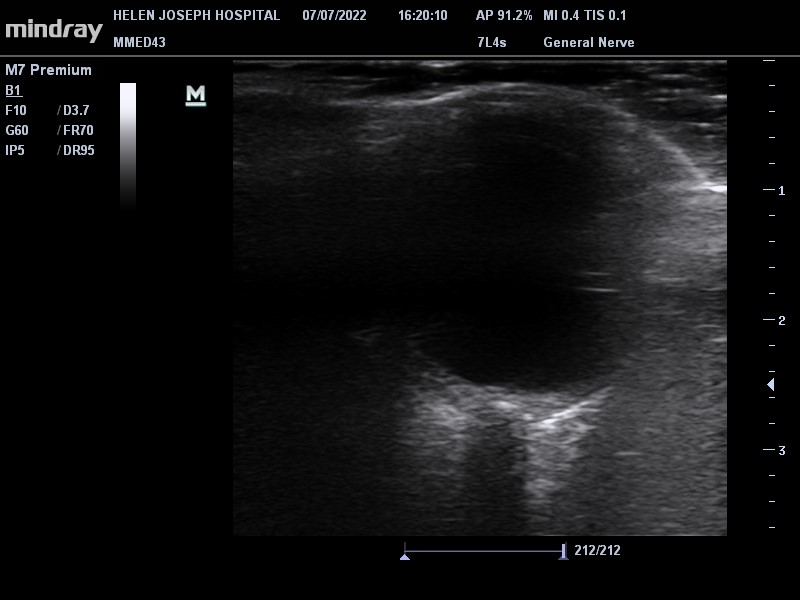 mindray
HELEN JOSEPH HOSPITAL 07/07/2022 16:20:10 AP 91.2% MI 0.4 TIS 0.1
MMED43 7L4s General Nerve
M7 Premium
B1
F10 /D3.7
G60 /FR70
IP5 /DR95
M
1
2
3
212/212